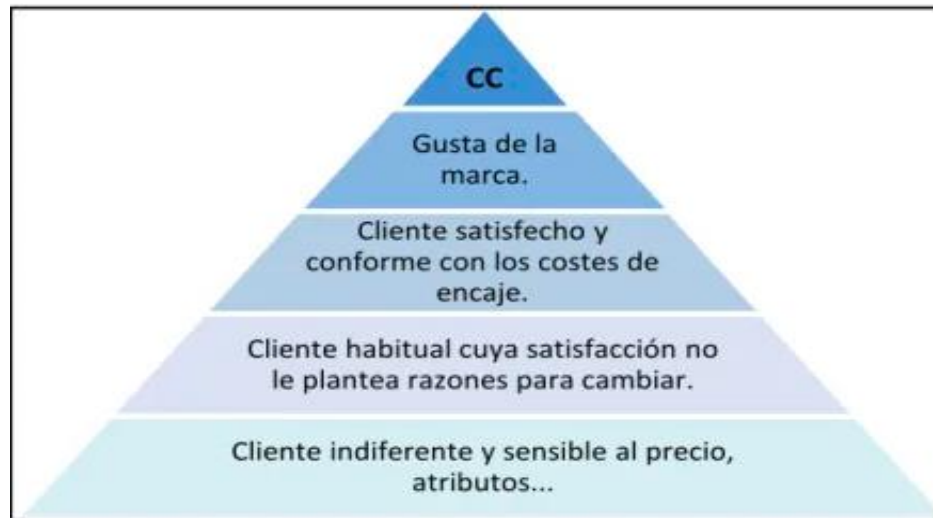 CC
Gusta de la
marca.
Cliente satisfecho y
conforme con los costes de
encaje.
Cliente habitual cuya satisfacción no
le plantea razones para cambiar.
Cliente indiferente y sensible al precio,
atributos...